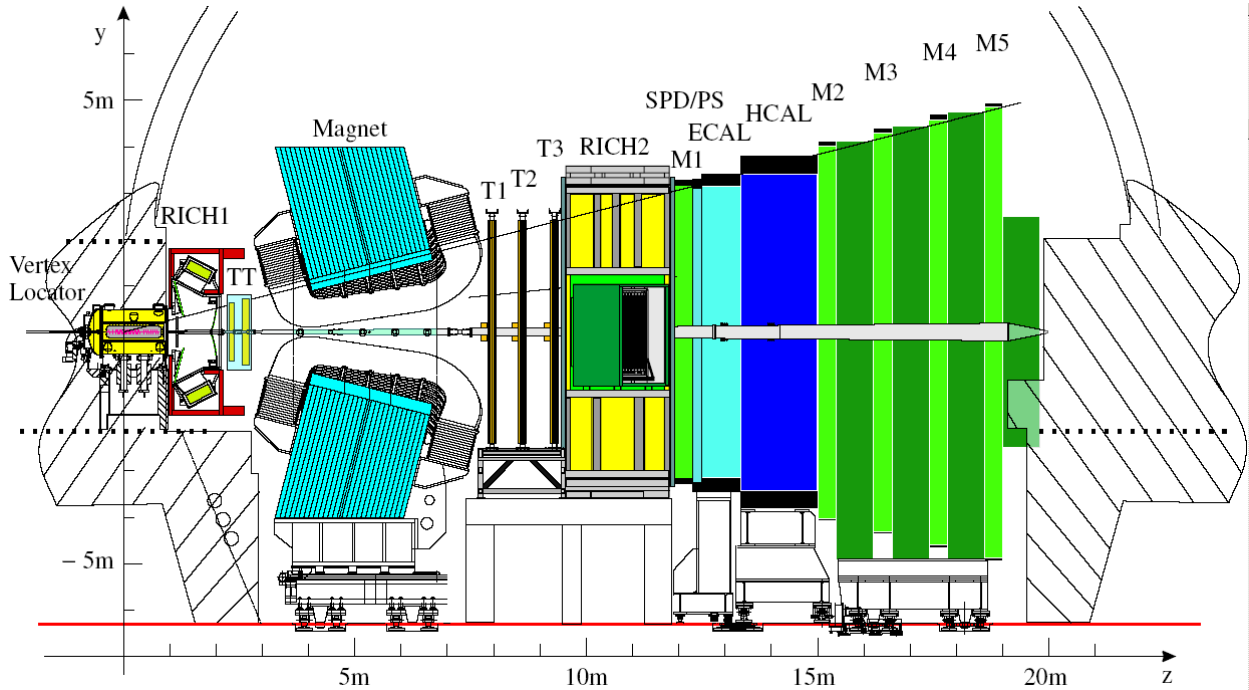 y
5m
M5
M4
M3
M2
SPD/PS
HCAL
ECAL
Magnet
T3
RICH2
M1
T2
T1
RICH1
TT
Vertex
Locator
− 5m
5m
10m
15m
20m
z